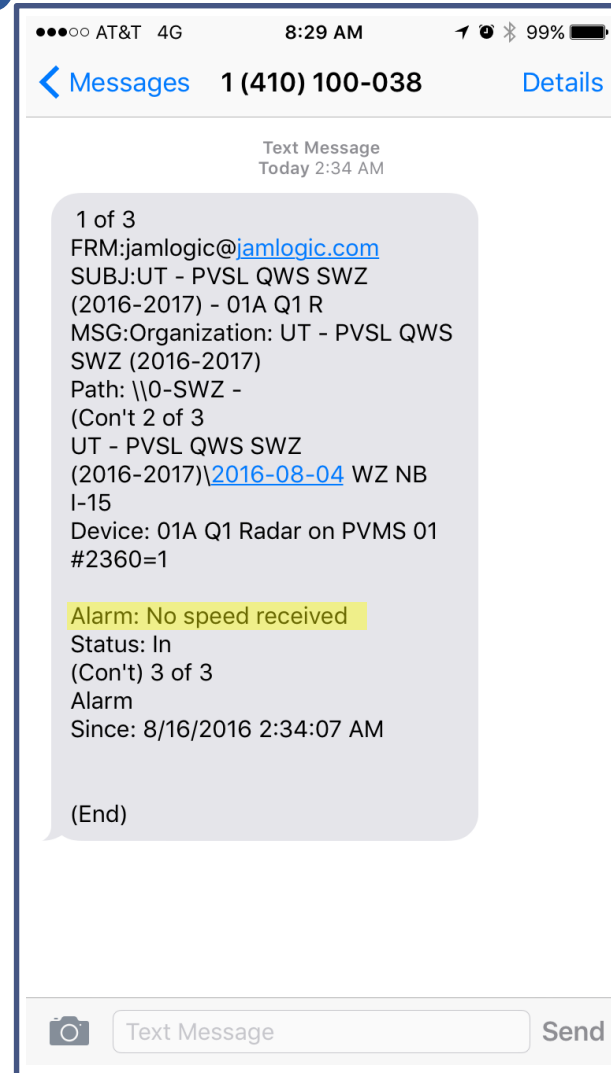 AT&T 4G 8:29 AM 99%
Messages 1 (410) 100-038 Details
Text Message
Today 2:34 AM
1 of 3
FRM:jamlogic@jamlogic.com
SUBJ:UT - PVSL QWS SWZ
(2016-2017) - 01A Q1 R
MSG:Organization: UT - PVSL QWS
SWZ (2016-2017)
Path: \\0-SWZ -
(Con't 2 of 3
UT - PVSL QWS SWZ
(2016-2017)\2016-08-04 WZ NB
I-15
Device: 01A Q1 Radar on PVMS 01
#2360=1
Alarm: No speed received
Status: In
(Con't) 3 of 3
Alarm
Since: 8/16/2016 2:34:07 AM
(End)
Text Message Send